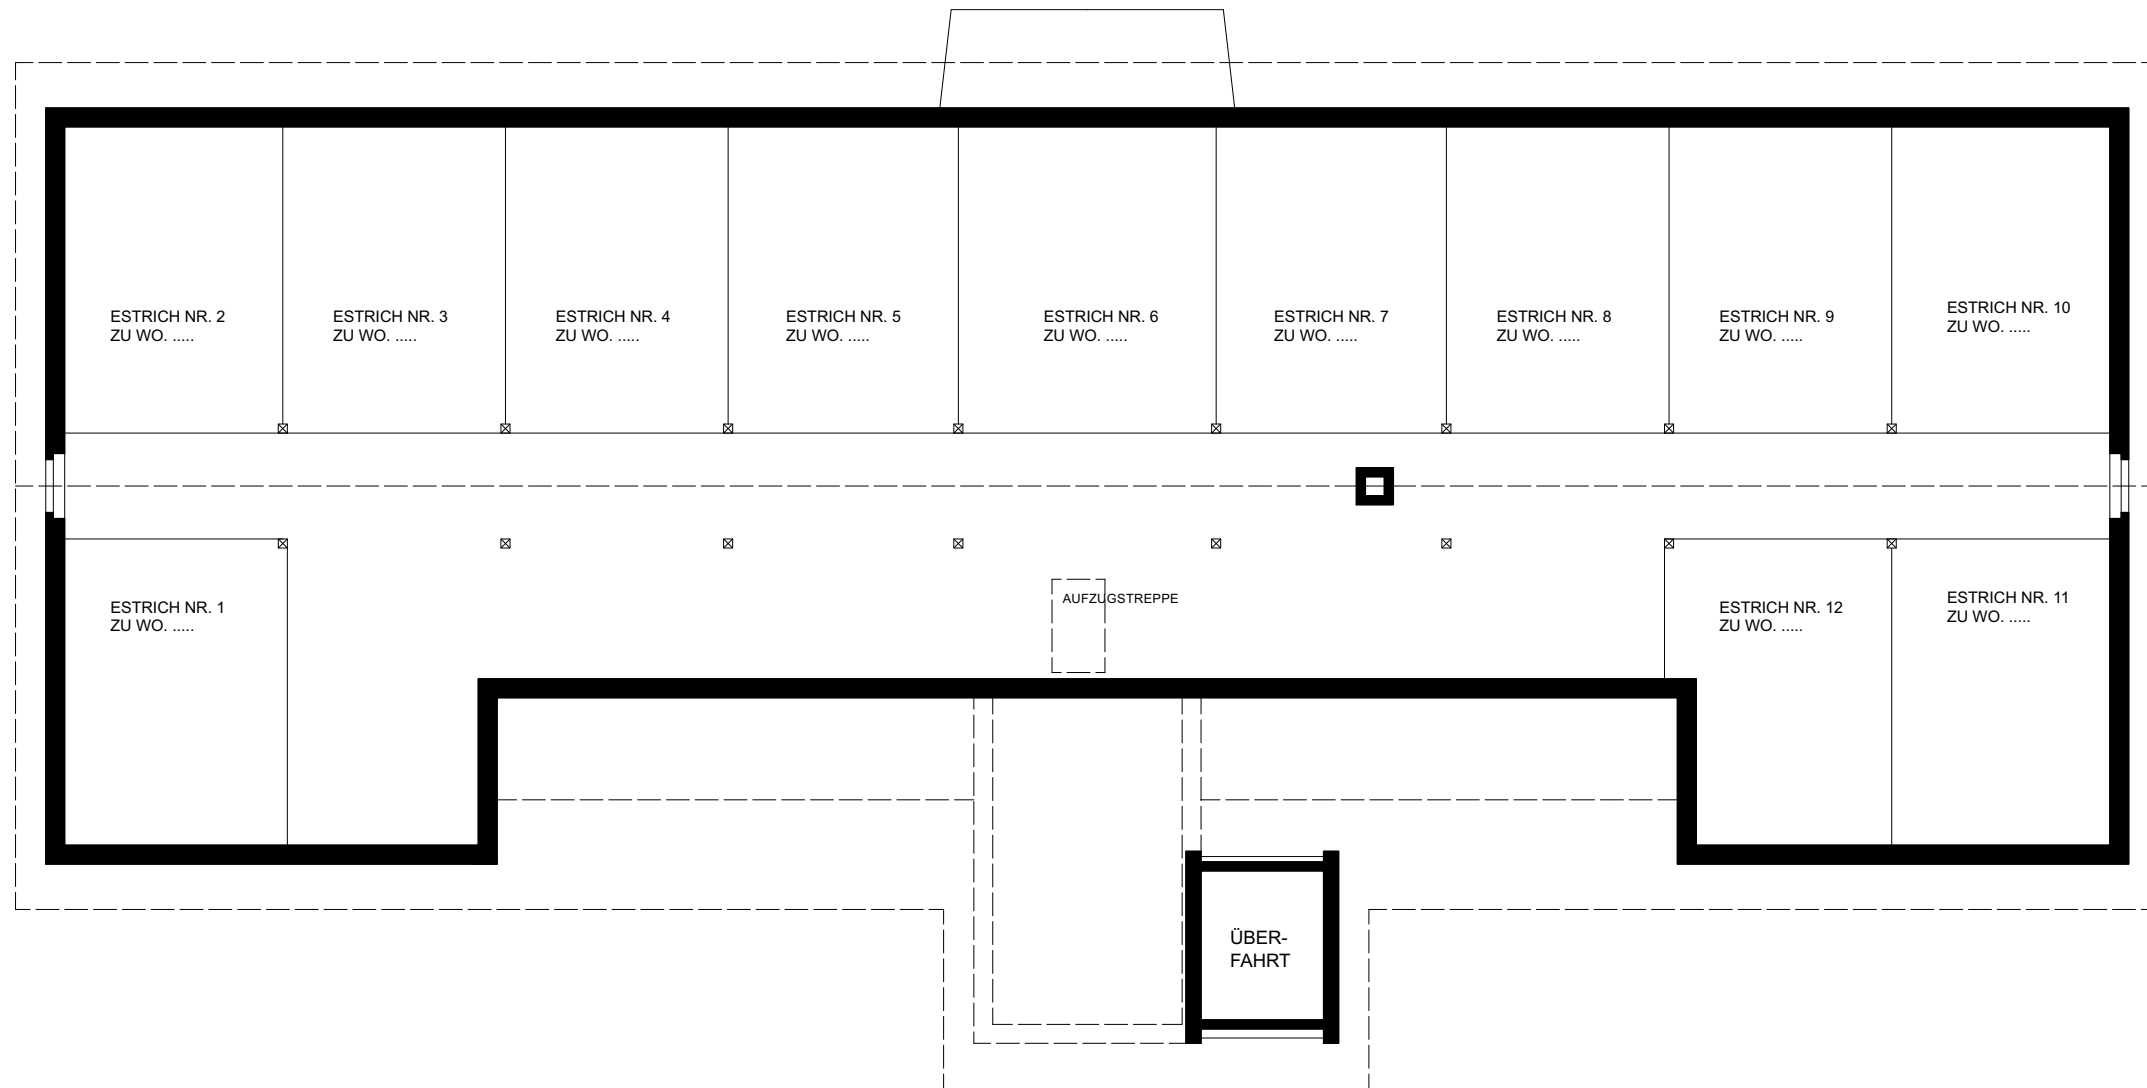 ESTRICH NR. 2
ZU WO. .....
ESTRICH NR. 3
ZU WO. .....
ESTRICH NR. 4
ZU WO. .....
ESTRICH NR. 5
ZU WO. .....
ESTRICH NR. 6
ZU WO. .....
ESTRICH NR. 7
ZU WO. .....
ESTRICH NR. 8
ZU WO. .....
ESTRICH NR. 9
ZU WO. .....
ESTRICH NR. 10
ZU WO. .....
ESTRICH NR. 1
ZU WO. .....
AUFZUGSTREPPE
ESTRICH NR. 12
ZU WO. .....
ESTRICH NR. 11
ZU WO. .....
ÜBER-
FAHRT